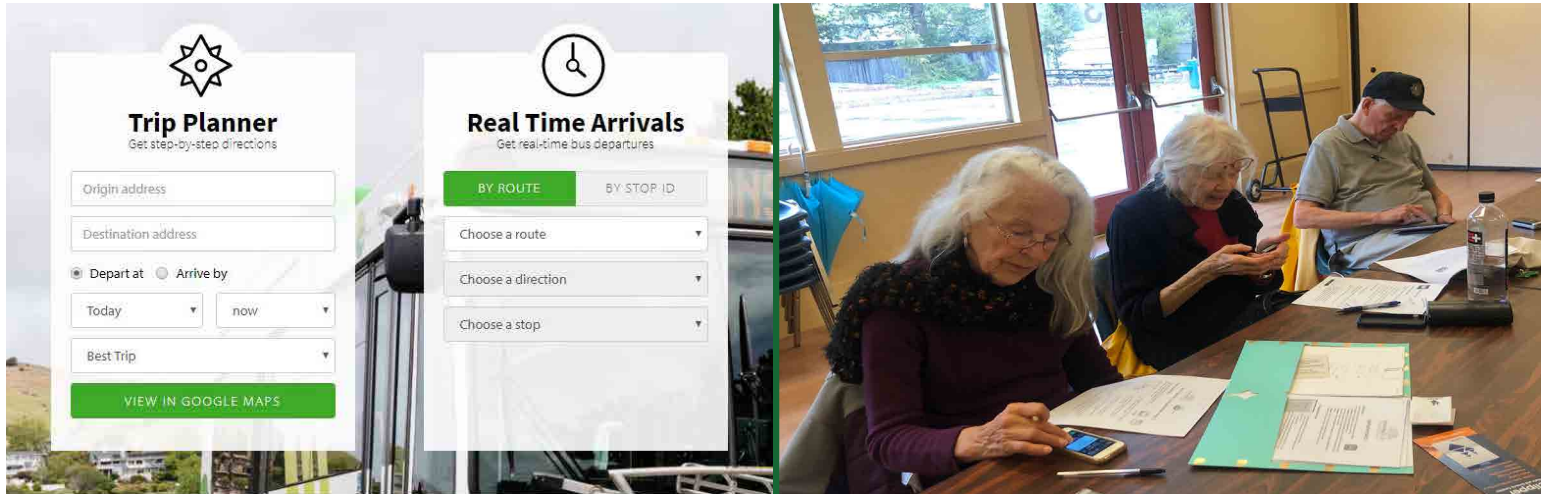 Trip Planner
Get step-by-step directions
Origin address
Destination address
Depart at
Arrive by
Today
now
Best Trip
VIEW IN GOOGLE MAPS
Real Time Arrivals
Get real-time bus departures
BY ROUTE
BY STOP ID
Choose a route
Choose a direction
Choose a stop